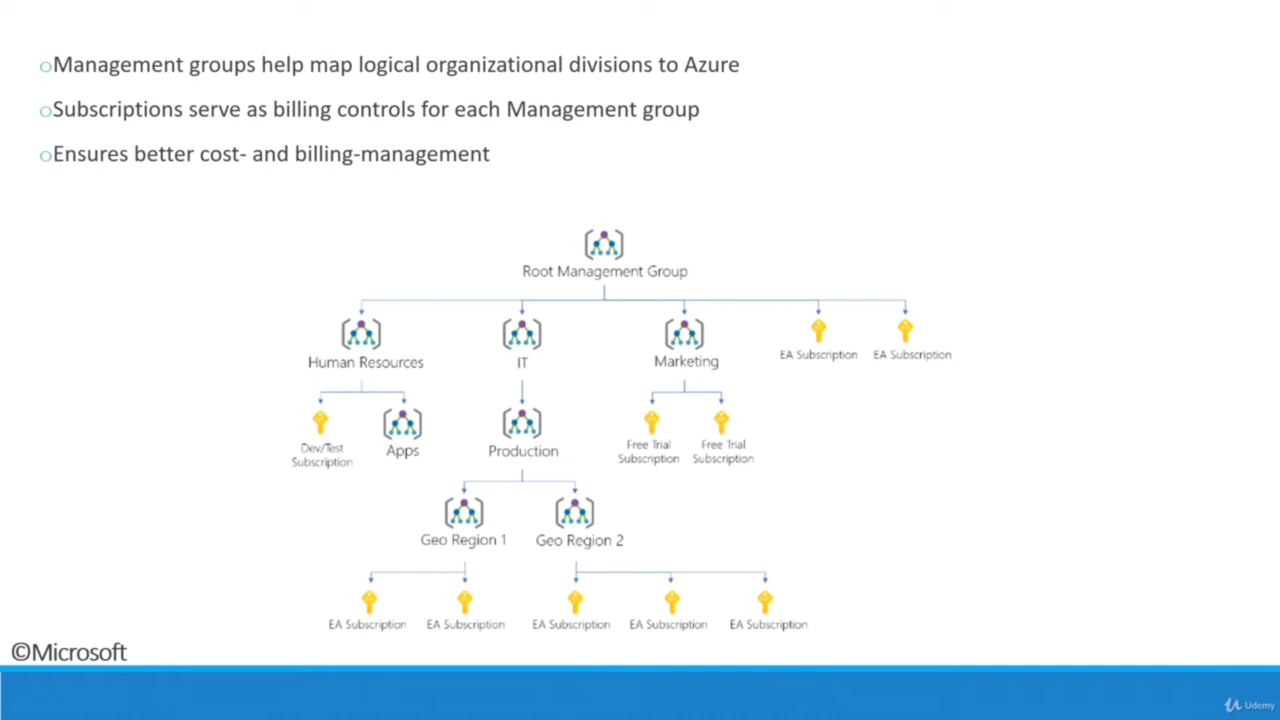 Management groups help map logical organizational divisions to Azure
Subscriptions serve as billing controls for each Management group
Ensures better cost- and billing-management
Root Management Group
Human Resources
IT
Marketing
EA Subscription
EA Subscription
Dev/Test
Subscription
Apps
Production
Free Trial
Subscription
Free Trial
Subscription
Geo Region 1
Geo Region 2
EA Subscription
EA Subscription
EA Subscription
EA Subscription
EA Subscription
©Microsoft
Udemy